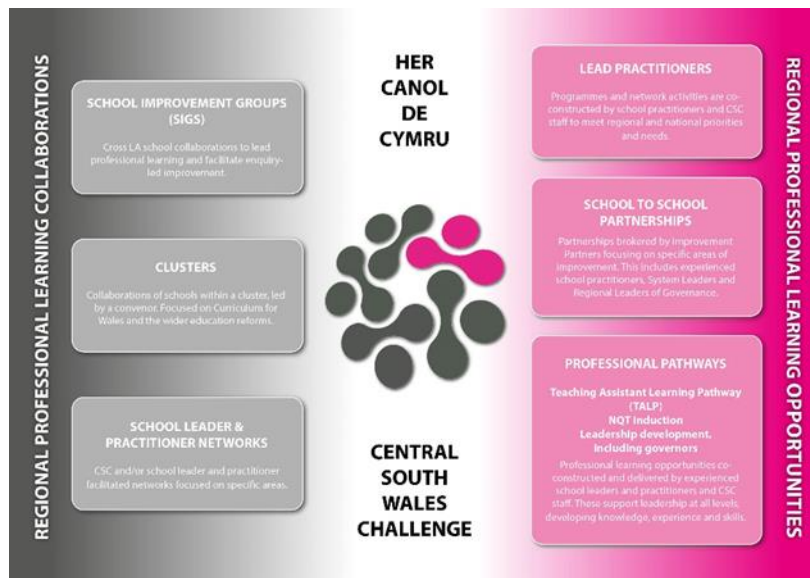 REGIONAL PROFESSIONAL LEARNING COLLABORATIONS
SCHOOL IMPROVEMENT GROUPS
(SIGS)
Cross LA school collaborations to lead
professional learning and facilitate enquiry-
led improvement.
CLUSTERS
Collaborations of schools within a cluster, led
by a convenor. Focused on Curriculum for
Wales and the wider education reforms.
SCHOOL LEADER &
PRACTITIONER NETWORKS
CSC and/or school leader and practitioner
facilitated networks focused on specific areas.
HER
CANOL
DE
CYMRU
CENTRAL
SOUTH
WALES
CHALLENGE
LEAD PRACTITIONERS
Programmes and network activities are co-
constructed by school practitioners and CSC
staff to meet regional and national priorities
and needs.
SCHOOL TO SCHOOL
PARTNERSHIPS
Partnerships brokered by Improvement
Partners focusing on specific areas of
improvement. This includes experienced
school practitioners, System Leaders and
Regional Leaders of Governance.
PROFESSIONAL PATHWAYS
Teaching Assistant Learning Pathway
(TALP)
NQT Induction
Leadership development,
including governers
Professional learning opportunities co-
constructed and delivered by experienced
school leaders and practitioners and CSC
staff. These support leadership at all levels,
developing knowledge, experience and skills.
REGIONAL PROFESSIONAL LEARNING OPPORTUNITIES